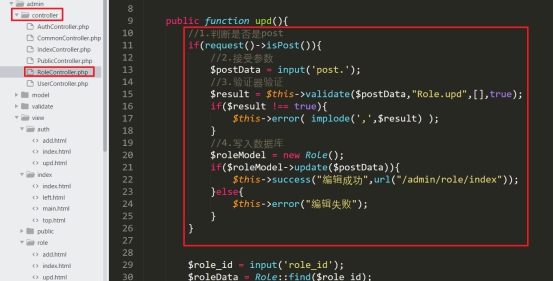 admin
controller
AuthController.php
CommonController.php
IndexController.php
PublicController.php
RoleController.php
UserController.php
model
validate
view
auth
add.html
index.html
upd.html
index
index.html
left.html
main.html
top.html
public
role
add.html
index.html
upd.html
8
9 public function upd(){
10 //1.判断是否是post
11 if(request()->isPost()){
12 //2.接受参数
13 $postData = input('post.');
14 //3.验证器验证
15 $result = $this->validate($postData,"Role.upd",[],true);
16 if($result !== true){
17 $this->error( implode(',',$result) );
18 }
19 //4.写入数据库
20 $roleModel = new Role();
21 if($roleModel->update($postData)){
22 $this->success("编辑成功",url("/admin/role/index"));
23 }else{
24 $this->error("编辑失败");
25 }
26 }
27
28
29 $role_id = input('role_id');
30 $roleData = Role::find($role_id);